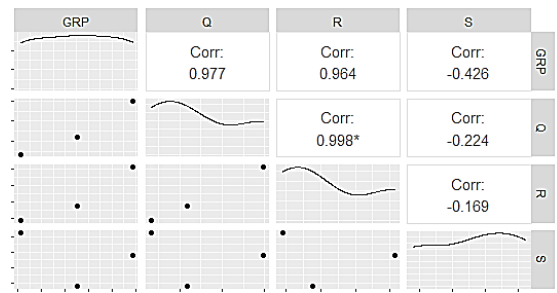 GRP
Q
R
S
Corr:
0.977
Corr:
0.964
Corr:
-0.426
GRP
Corr:
0.998*
Corr:
-0.224
Q
Corr:
-0.169
R
S